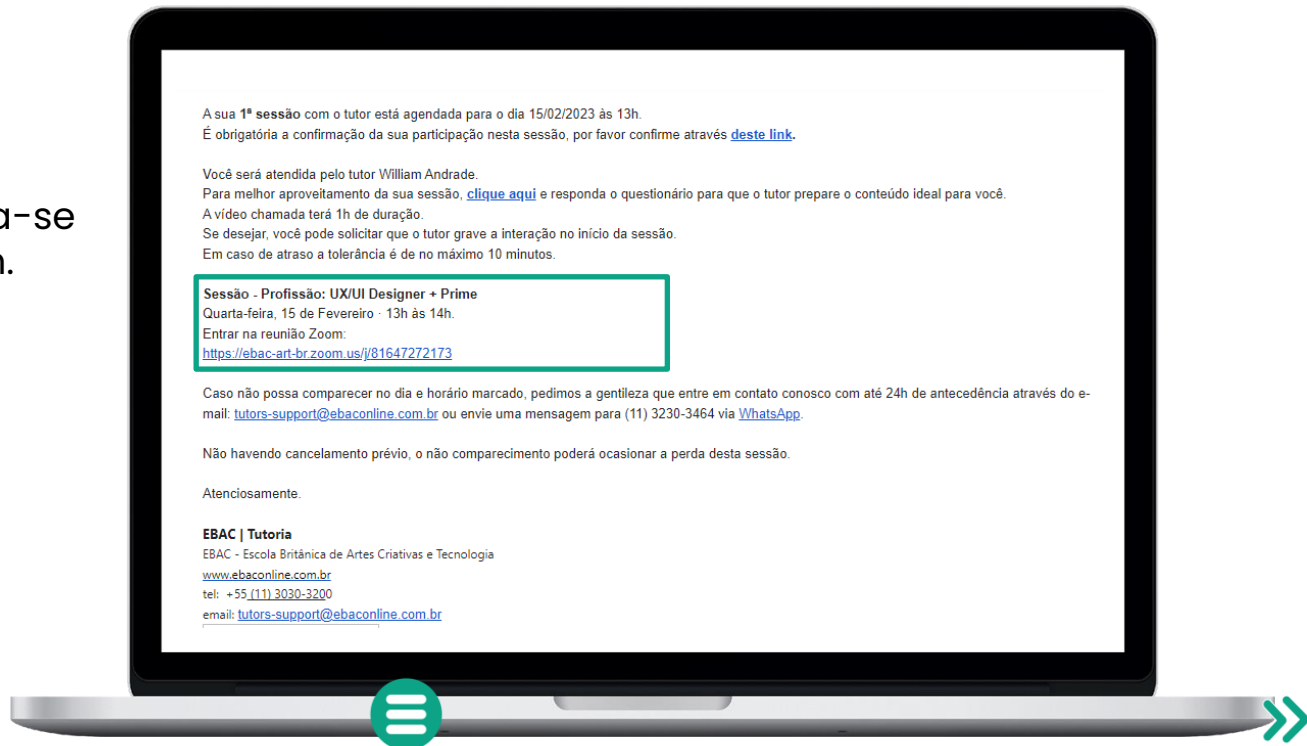 A sua 1ª sessão com o tutor está agendada para o dia 15/02/2023 às 13h.
É obrigatória a confirmação da sua participação nesta sessão, por favor confirme através deste link.
Você será atendida pelo tutor William Andrade.
Para melhor aproveitamento da sua sessão, clique aqui e responda o questionário para que o tutor prepare o conteúdo ideal para você.
A vídeo chamada terá 1h de duração.
Se desejar, você pode solicitar que o tutor grave a interação no início da sessão.
Em caso de atraso a tolerância é de no máximo 10 minutos.
a-se
Sessão - Profissão: UX/UI Designer + Prime
Quarta-feira, 15 de Fevereiro · 13h às 14h.
Entrar na reunião Zoom:
https://ebac-art-br.zoom.us/j/81647272173
Caso não possa comparecer no dia e horário marcado, pedimos a gentileza que entre em contato conosco com até 24h de antecedência através do e-
mail: tutors-support@ebaconline.com.br ou envie uma mensagem para (11) 3230-3464 via WhatsApp.
Não havendo cancelamento prévio, o não comparecimento poderá ocasionar a perda desta sessão.
Atenciosamente.
EBAC | Tutoria
EBAC - Escola Britânica de Artes Criativas e Tecnologia
www.ebaconline.com.br
tel: +55 (11) 3030-3200
email: tutors-support@ebaconline.com.br